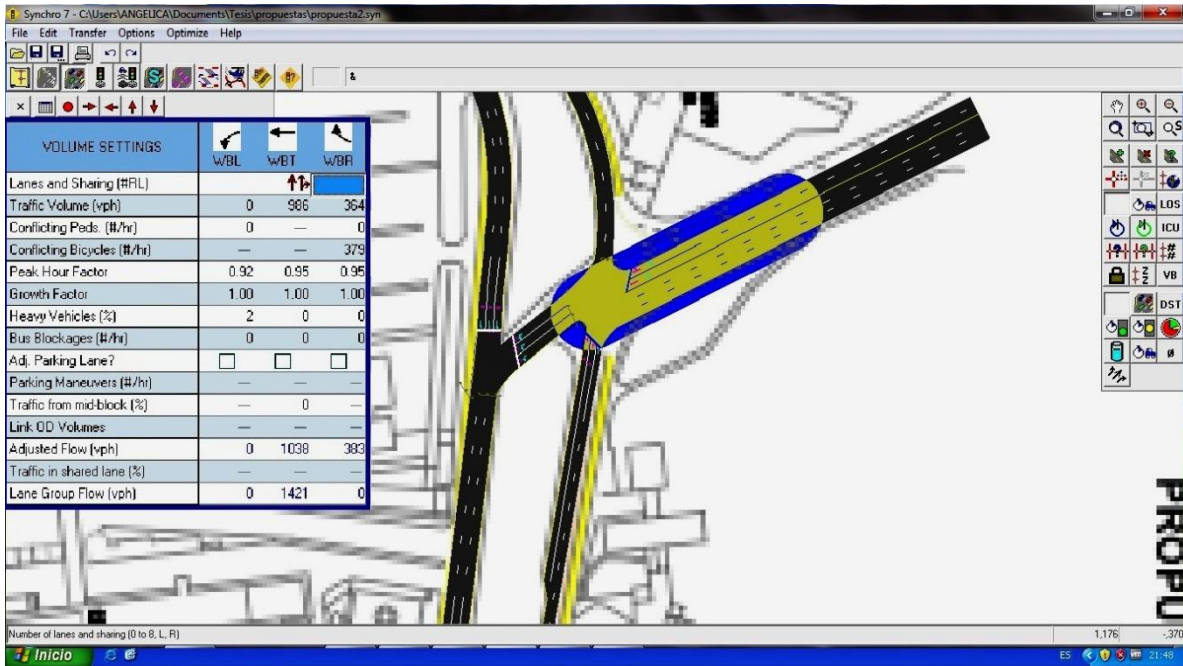 Synchro 7 - C:\Users\ANGELICA\Documents\Tesis\propuestas\propuesta2.syn
File Edit Transfer Options Optimize Help
&
LOS
ICU
VB
DST
ø
VOLUME SETTINGS WBL WBT WBR
Lanes and Sharing (#RL)
Traffic Volume (vph) 0 986 364
Conflicting Peds. (#/hr) 0 — 0
Conflicting Bicycles (#/hr) — — 379
Peak Hour Factor 0.92 0.95 0.95
Growth Factor 1.00 1.00 1.00
Heavy Vehicles (%) 2 0 0
Bus Blockages (#/hr) 0 0 0
Adj. Parking Lane?
Parking Maneuvers (#/hr) — — —
Traffic from mid-block (%) — 0 —
Link OD Volumes — — —
Adjusted Flow (vph) 0 1038 383
Traffic in shared lane (%) — — —
Lane Group Flow (vph) 0 1421 0
PROPU
Number of lanes and sharing (0 to 8, L, R) 1,176 -,370
Inicio ES 21:48